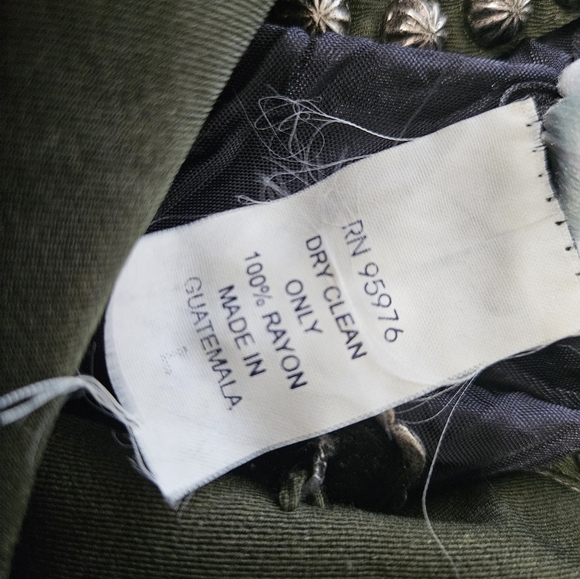 RN 95976
DRY CLEAN
ONLY
100% RAYON
MADE IN
GUATEMALA